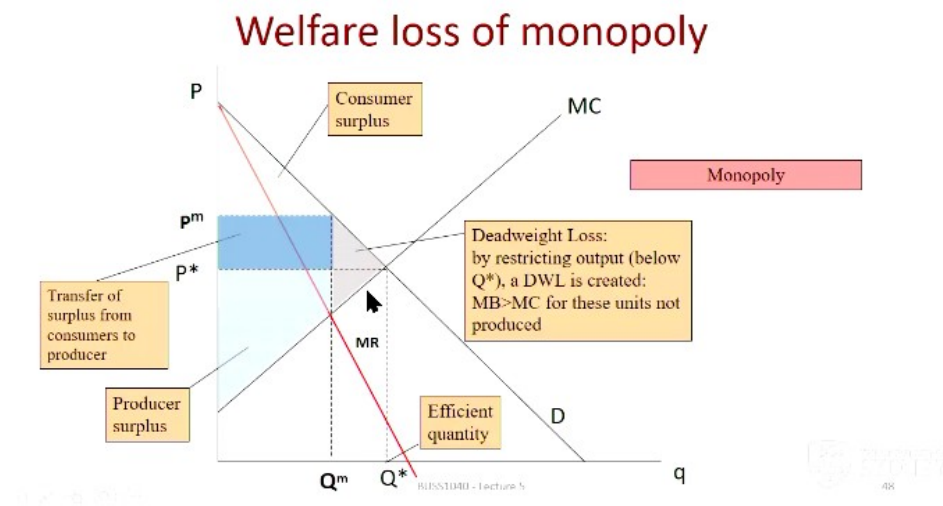 Welfare loss of monopoly
P
Consumer
surplus
MC
Monopoly
Pᵐ
Deadweight Loss:
by restricting output (below
Q*), a DWL is created:
MB>MC for these units not
produced
P*
Transfer of
surplus from
consumers to
producer
MR
Producer
surplus
Efficient
quantity
D
Qᵐ
Q*
q
BUSS1040 - Lecture 5
48